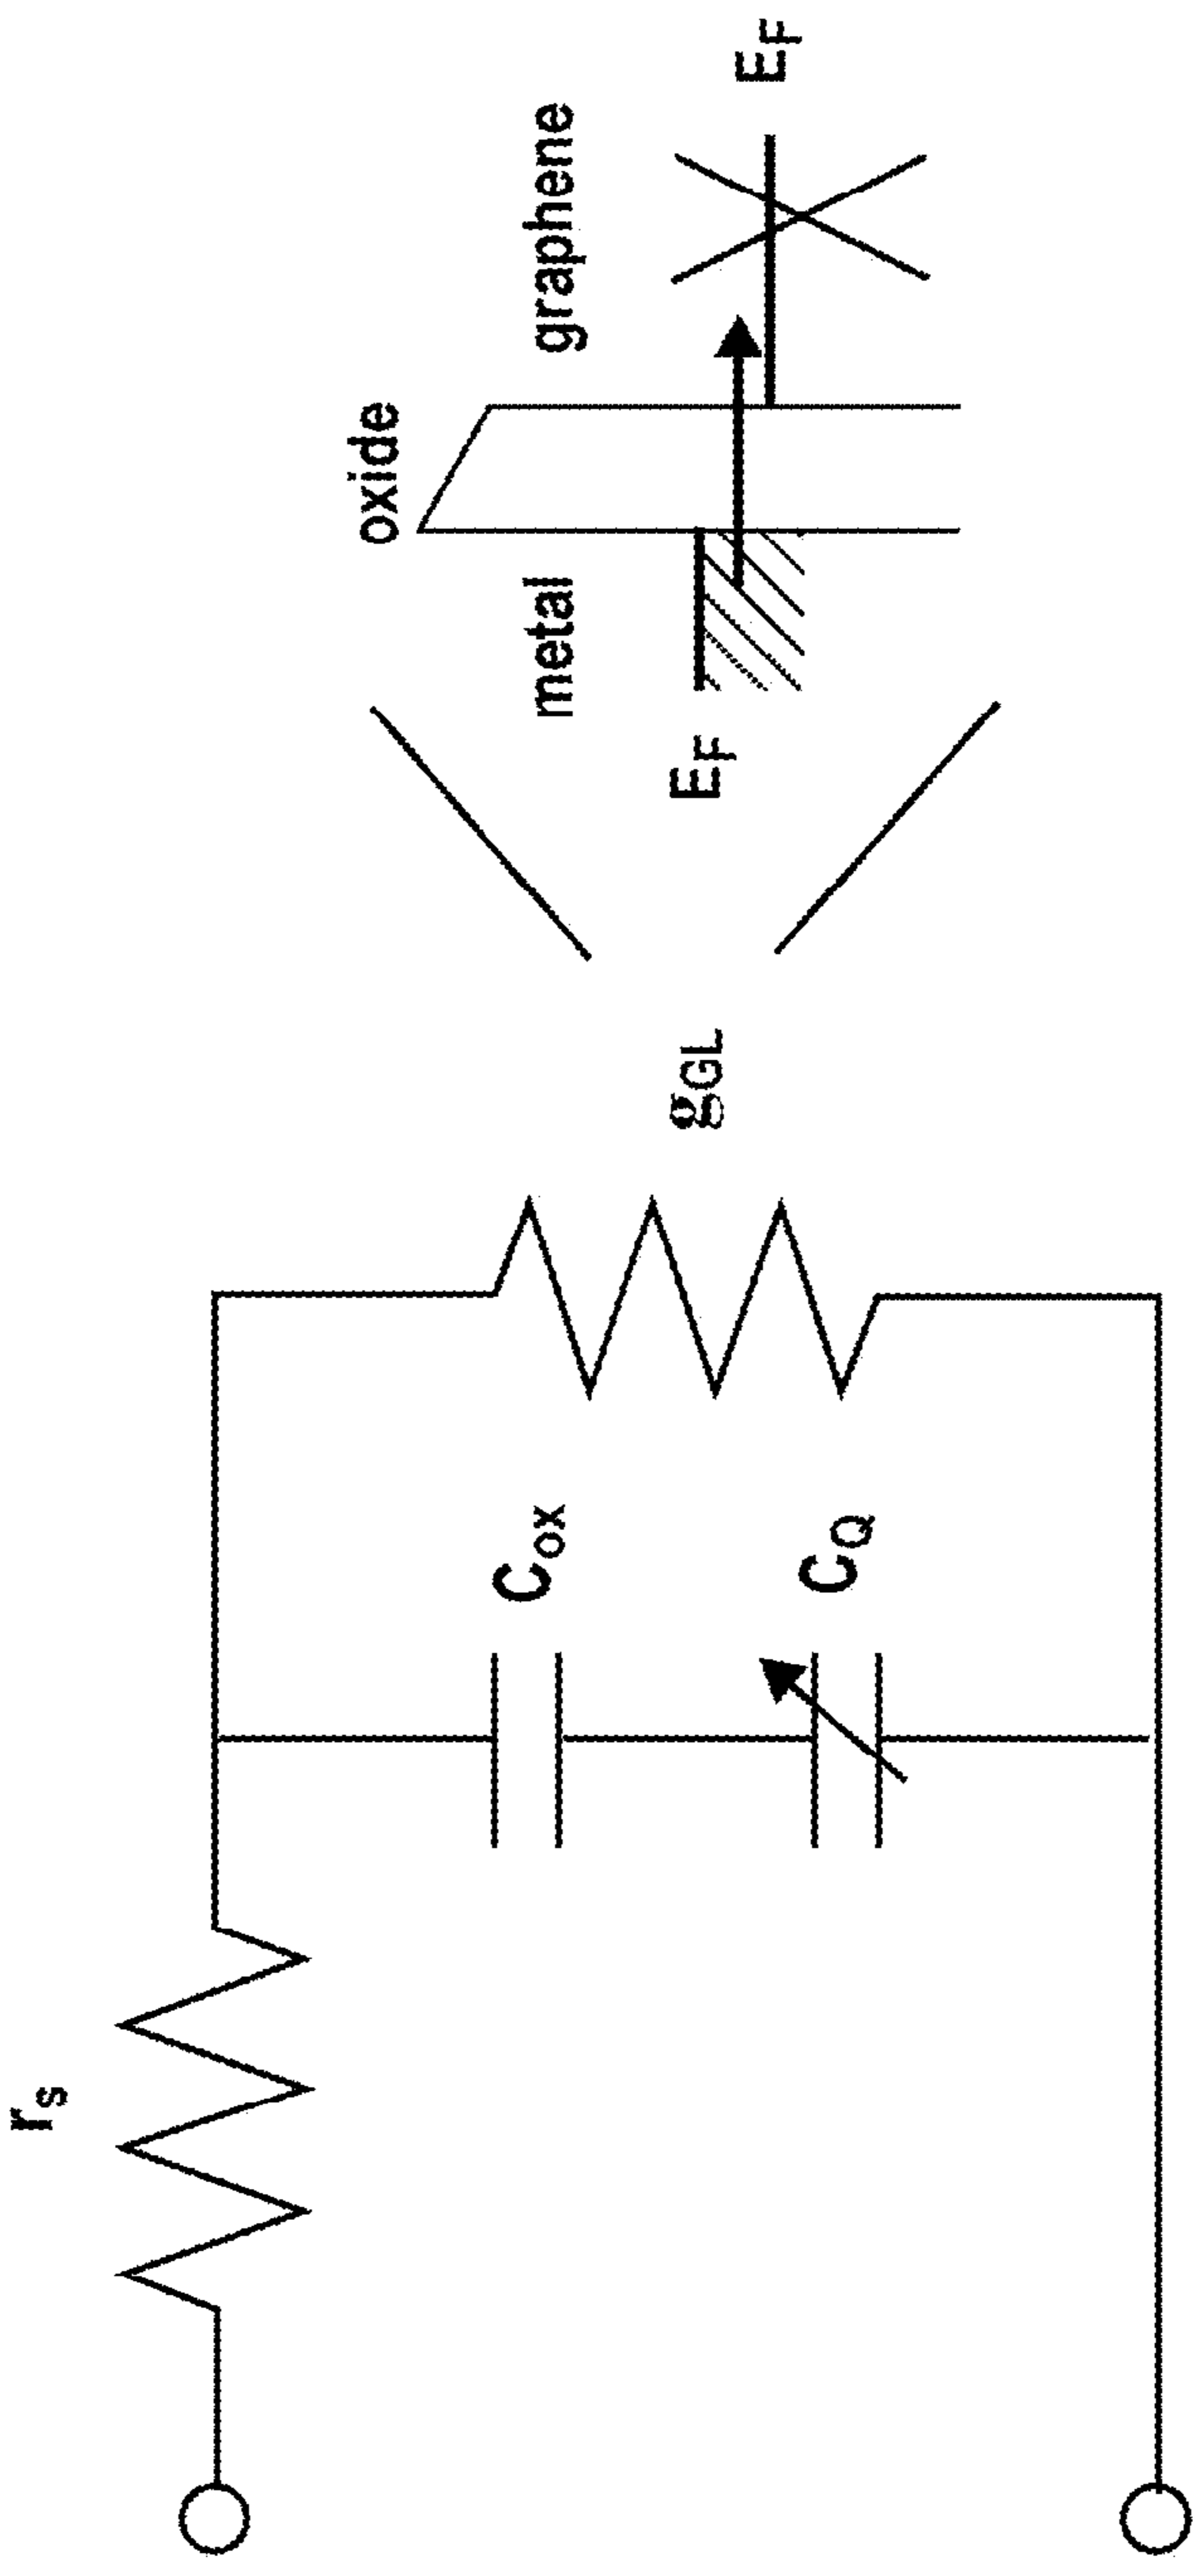 r_s
C_ox
C_Q
g_GL
oxide
metal
graphene
E_F
E_F